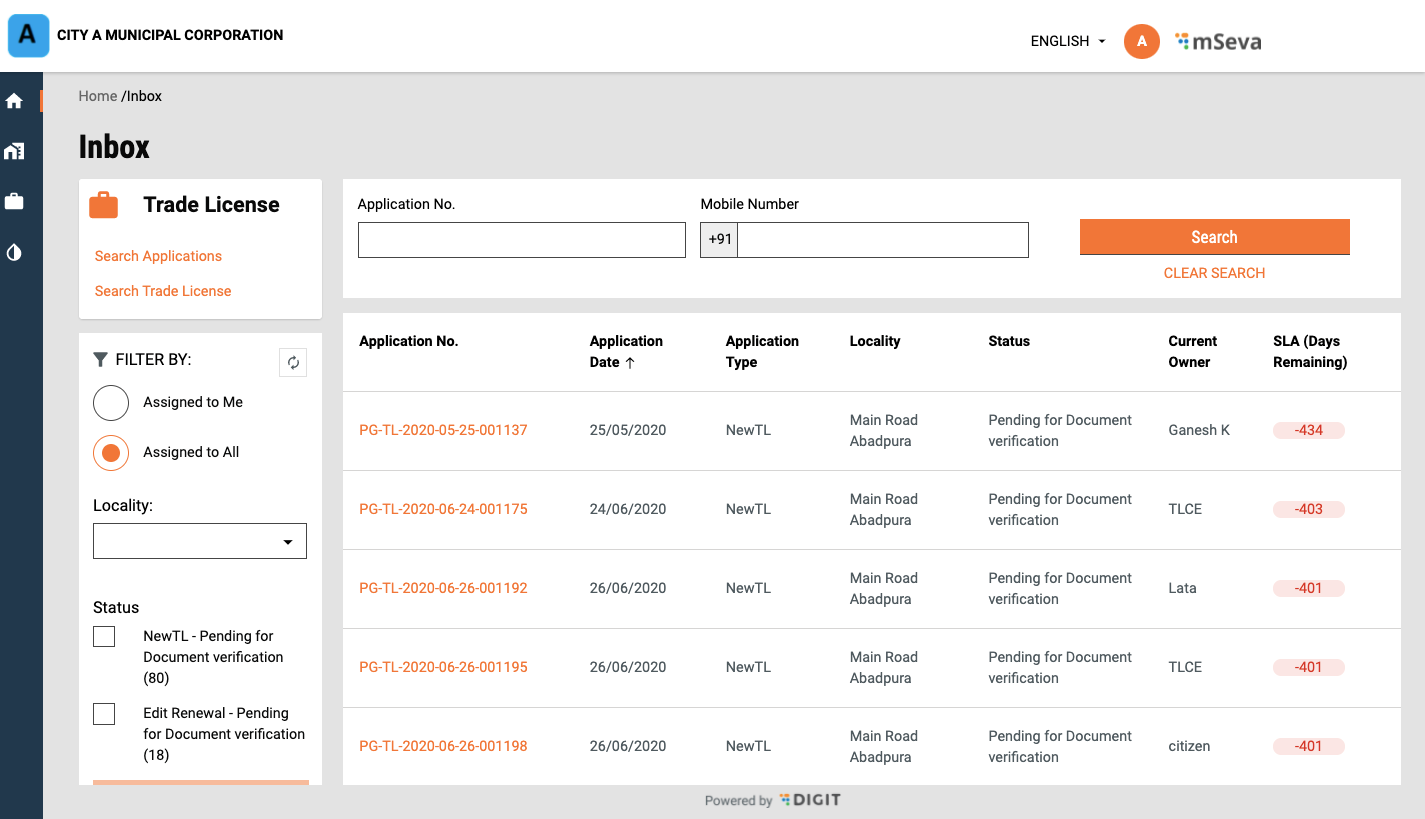 A
CITY A MUNICIPAL CORPORATION
ENGLISH
A
mSeva
Home /Inbox
Inbox
Trade License
Search Applications
Search Trade License
Application No.
Mobile Number
+91
Search
CLEAR SEARCH
FILTER BY:
Assigned to Me
Assigned to All
Locality:
Status
NewTL - Pending for
Document verification
(80)
Edit Renewal - Pending
for Document verification
(18)
Application No. Application Date ↑ Application Type Locality Status Current Owner SLA (Days Remaining)
PG-TL-2020-05-25-001137 25/05/2020 NewTL Main Road Abadpura Pending for Document verification Ganesh K -434
PG-TL-2020-06-24-001175 24/06/2020 NewTL Main Road Abadpura Pending for Document verification TLCE -403
PG-TL-2020-06-26-001192 26/06/2020 NewTL Main Road Abadpura Pending for Document verification Lata -401
PG-TL-2020-06-26-001195 26/06/2020 NewTL Main Road Abadpura Pending for Document verification TLCE -401
PG-TL-2020-06-26-001198 26/06/2020 NewTL Main Road Abadpura Pending for Document verification citizen -401
Powered by DIGIT